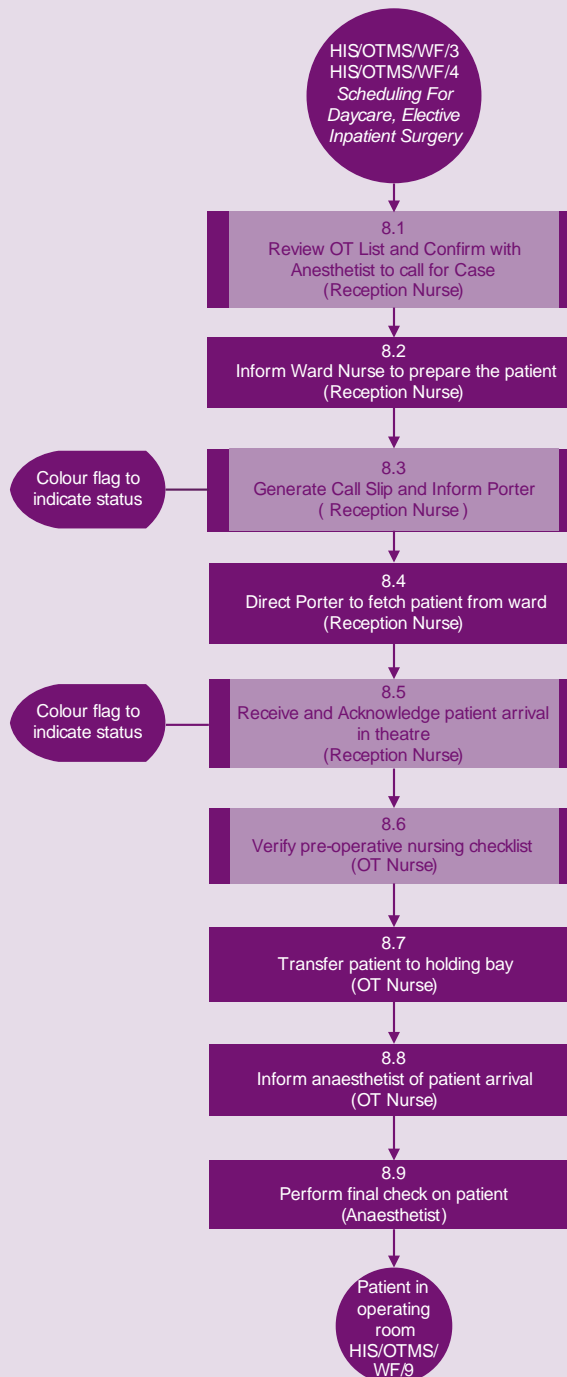 HIS/OTMS/WF/3
HIS/OTMS/WF/4
Scheduling For
Daycare, Elective
Inpatient Surgery
8.1
Review OT List and Confirm with
Anesthetist to call for Case
(Reception Nurse)
8.2
Inform Ward Nurse to prepare the patient
(Reception Nurse)
Colour flag to
indicate status
8.3
Generate Call Slip and Inform Porter
( Reception Nurse )
8.4
Direct Porter to fetch patient from ward
(Reception Nurse)
Colour flag to
indicate status
8.5
Receive and Acknowledge patient arrival
in theatre
(Reception Nurse)
8.6
Verify pre-operative nursing checklist
(OT Nurse)
8.7
Transfer patient to holding bay
(OT Nurse)
8.8
Inform anaesthetist of patient arrival
(OT Nurse)
8.9
Perform final check on patient
(Anaesthetist)
Patient in
operating
room
HIS/OTMS/
WF/9